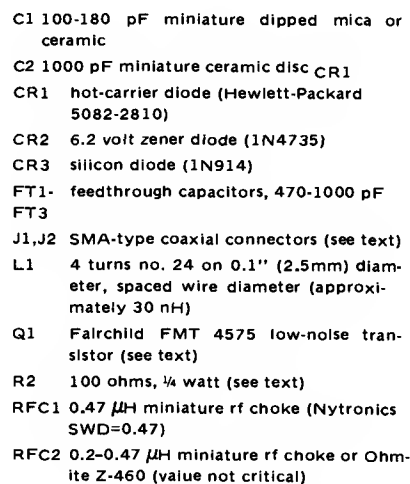 C1 100-180 pF miniature dipped mica or
ceramic
C2 1000 pF miniature ceramic disc CR1
CR1 hot-carrier diode (Hewlett-Packard
5082-2810)
CR2 6.2 volt zener diode (1N4735)
CR3 silicon diode (1N914)
FT1- feedthrough capacitors, 470-1000 pF
FT3
J1,J2 SMA-type coaxial connectors (see text)
L1 4 turns no. 24 on 0.1" (2.5mm) diam-
eter, spaced wire diameter (approxi-
mately 30 nH)
Q1 Fairchild FMT 4575 low-noise tran-
sistor (see text)
R2 100 ohms, ¼ watt (see text)
RFC1 0.47 µH miniature rf choke (Nytronics
SWD=0.47)
RFC2 0.2-0.47 µH miniature rf choke or Ohm-
ite Z-460 (value not critical)